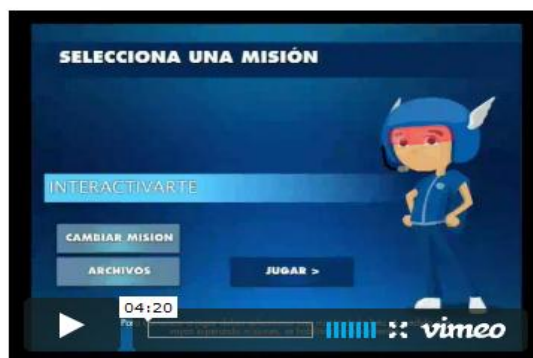 SELECCIONA UNA MISIÓN
INTERACTIVARTE
CAMBIAR MISION
ARCHIVOS
JUGAR >
04:20
vimeo